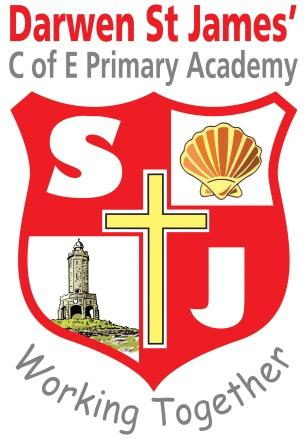 Darwen St James’
C of E Primary Academy
S
J
Working Together